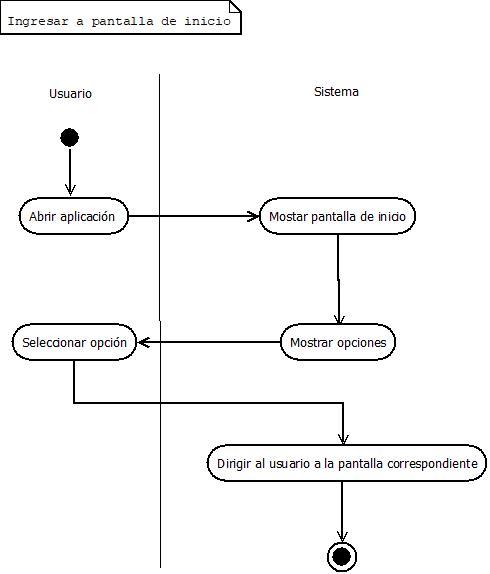 Ingresar a pantalla de inicio
Usuario
Sistema
Abrir aplicación
Mostar pantalla de inicio
Seleccionar opción
Mostrar opciones
Dirigir al usuario a la pantalla correspondiente